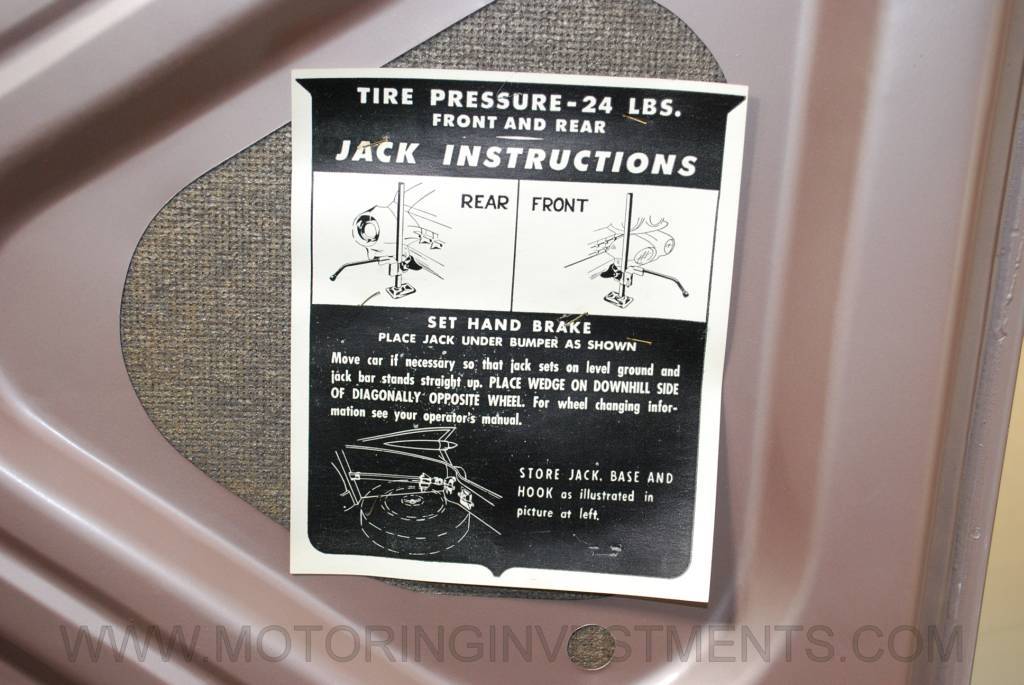 TIRE PRESSURE-24 LBS.
FRONT AND REAR
JACK INSTRUCTIONS
REAR
FRONT
SET HAND BRAKE
PLACE JACK UNDER BUMPER AS SHOWN
Move car if necessary so that jack sets on level ground and
jack bar stands straight up. PLACE WEDGE ON DOWNHILL SIDE
OF DIAGONALLY OPPOSITE WHEEL. For wheel changing infor-
mation see your operator's manual.
STORE JACK, BASE AND
HOOK as illustrated in
picture at left.
WWW.MOTORINGINVESTMENTS.COM